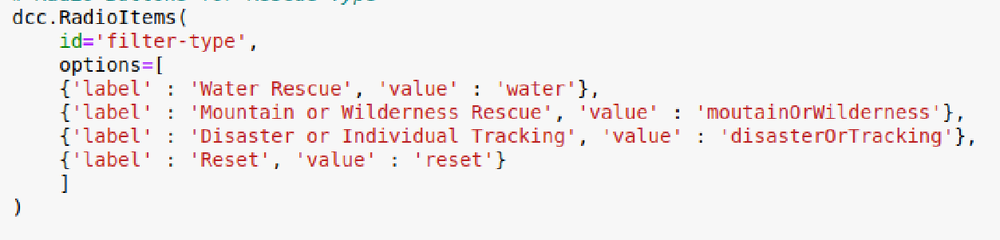 dcc.RadioItems(
    id='filter-type',
    options=[
    {'label' : 'Water Rescue', 'value' : 'water'},
    {'label' : 'Mountain or Wilderness Rescue', 'value' : 'moutainOrWilderness'},
    {'label' : 'Disaster or Individual Tracking', 'value' : 'disasterOrTracking'},
    {'label' : 'Reset', 'value' : 'reset'}
    ]
)